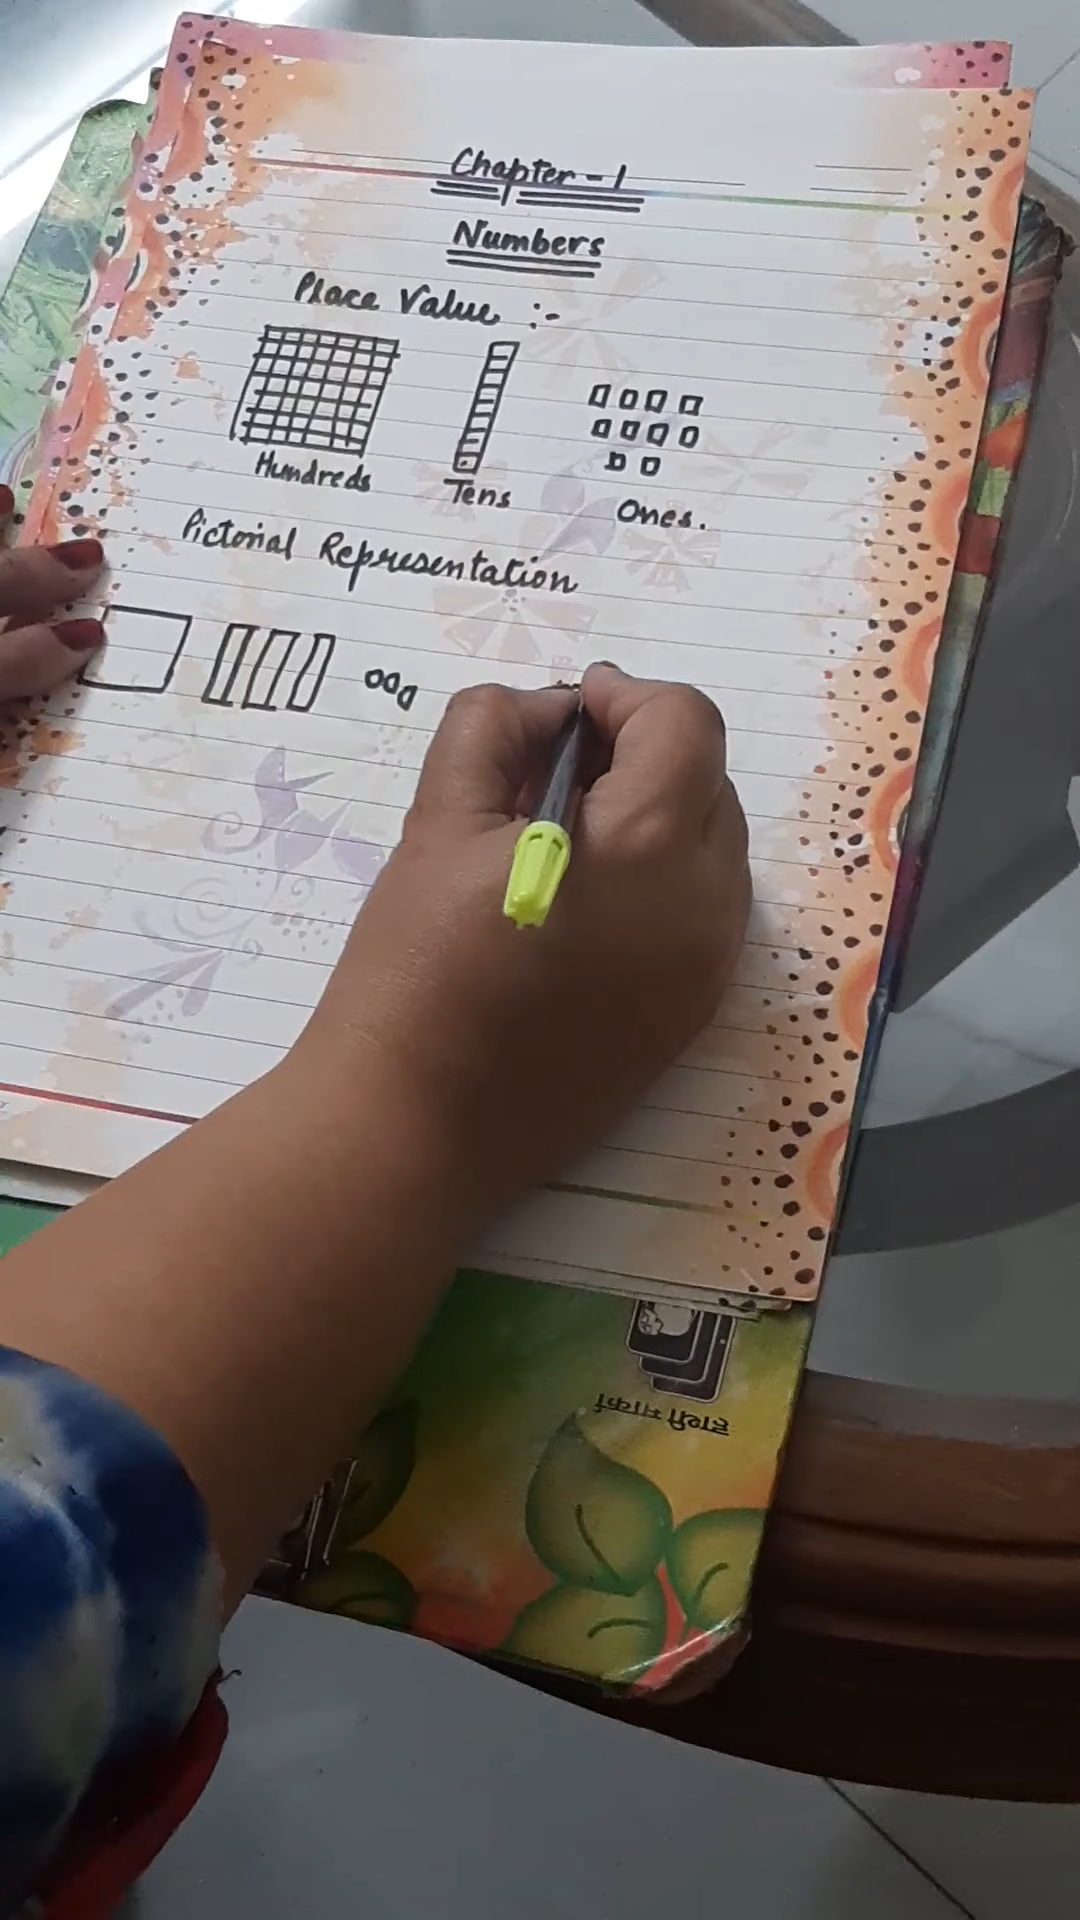 Chapter-1
Numbers
Place Value :-
Hundreds
Tens
Ones.
Pictorial Representation
हाथी मार्का